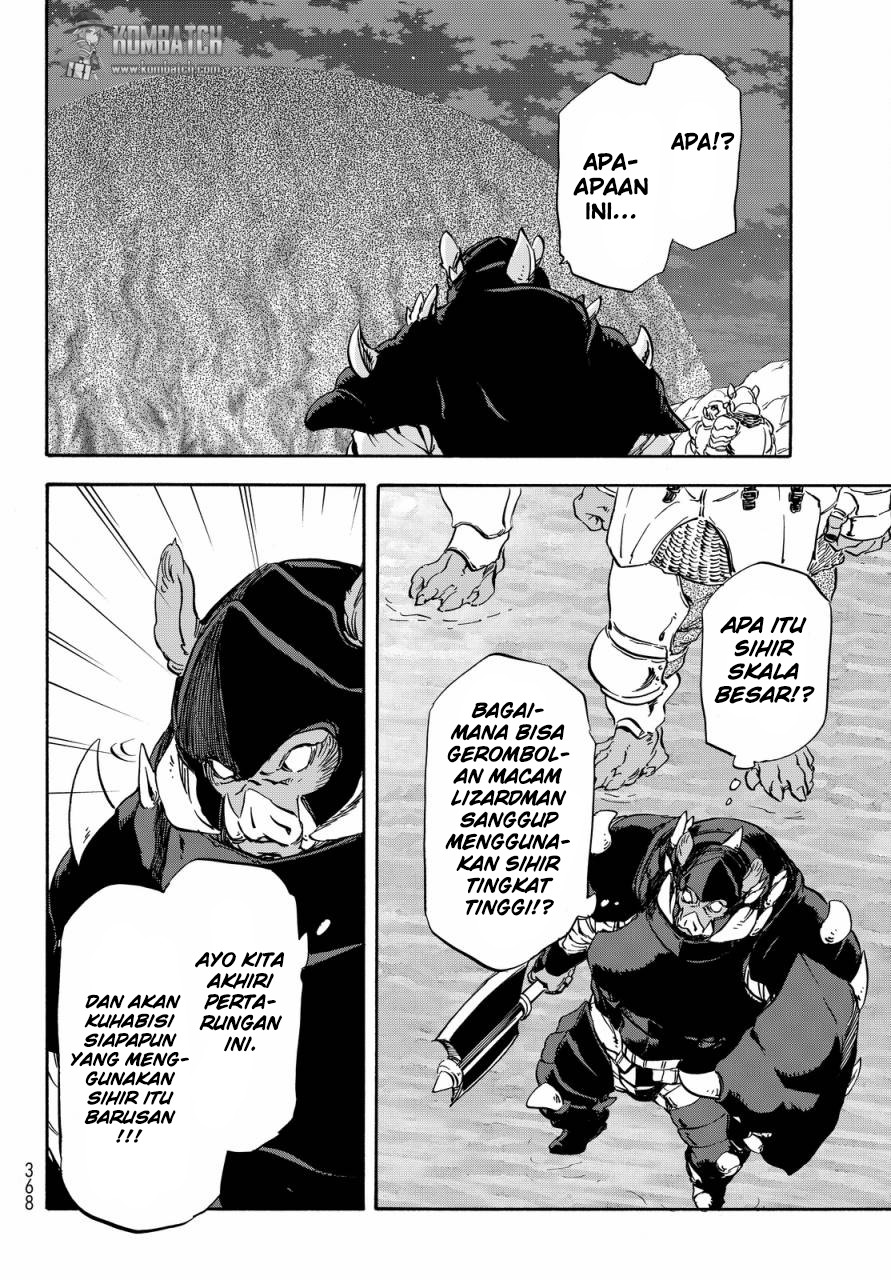 KOMBATCH
www.kombatch.com
APA!?
APA-
APAAN
INI...
APA ITU
SIHIR
SKALA
BESAR!?
BAGAI-
MANA BISA
GEROMBOL-
AN MACAM
LIZARDMAN
SANGGUP
MENGGUNA-
KAN SIHIR
TINGKAT
TINGGI!?
AYO KITA
AKHIRI
PERTA-
RUNGAN
INI.
DAN AKAN
KUHABISI
SIAPAPUN
YANG MENG-
GUNAKAN
SIHIR ITU
BARUSAN
!!!
368